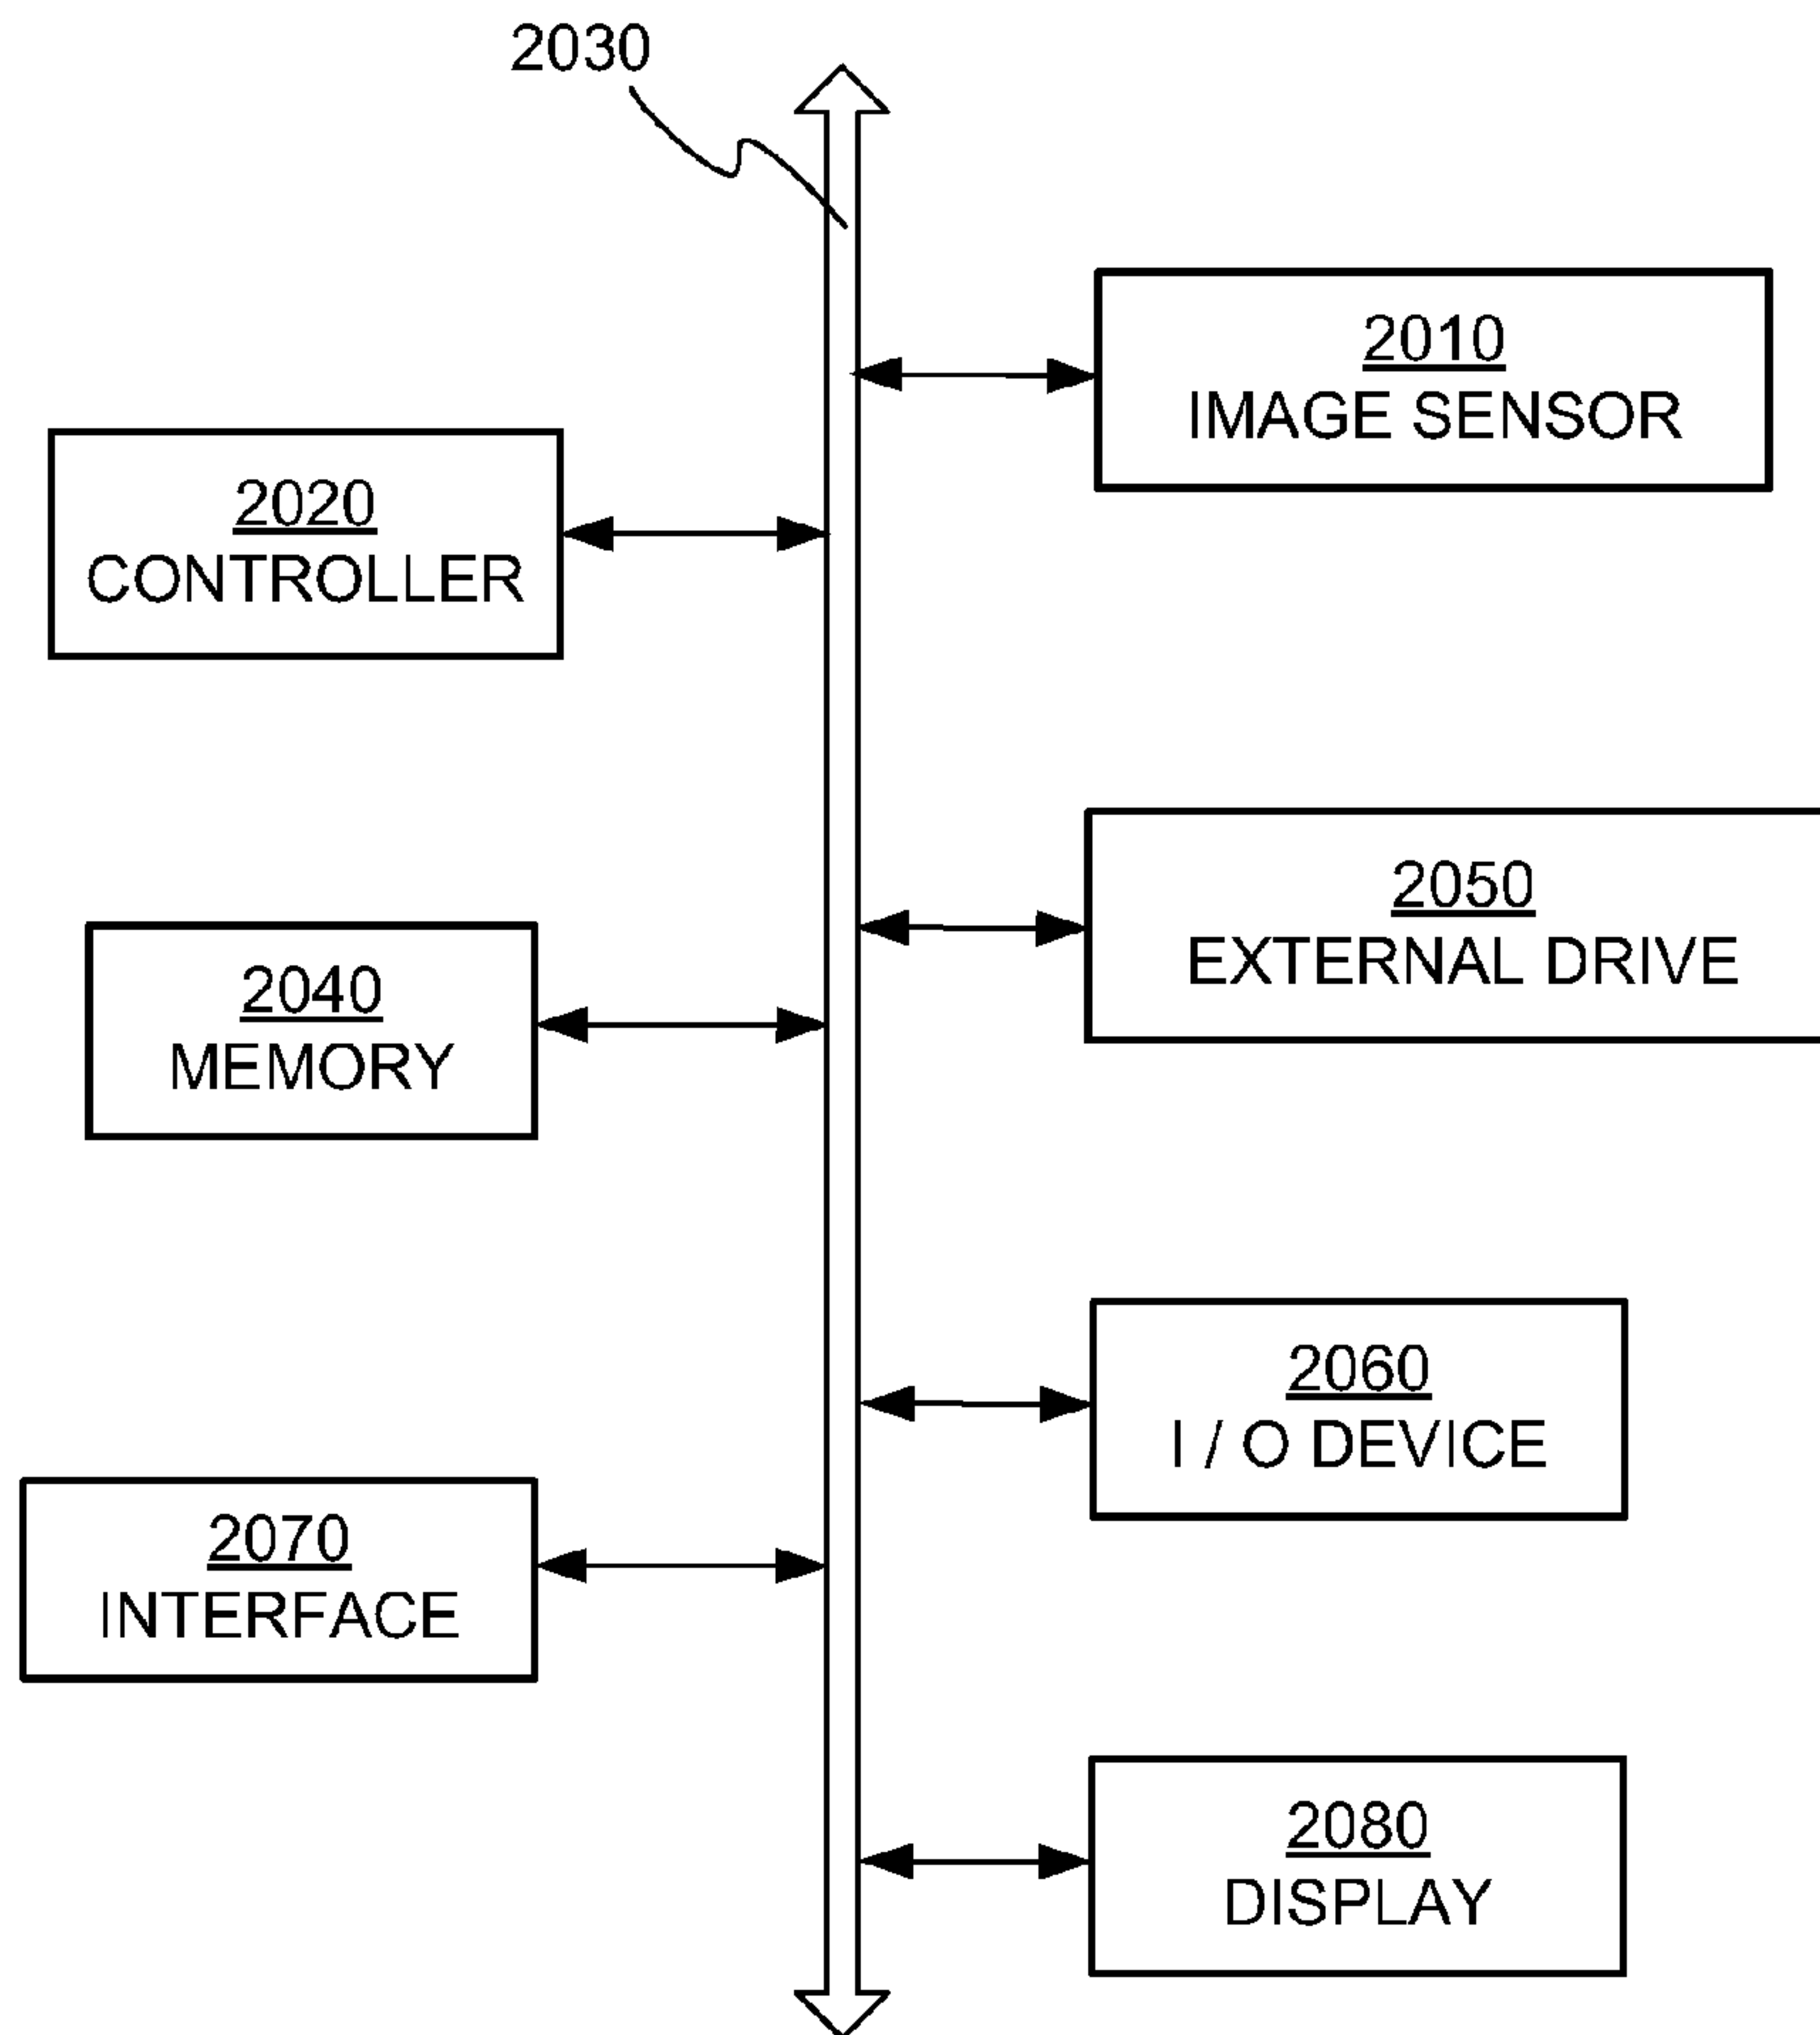 2030
2010
IMAGE SENSOR
2020
CONTROLLER
2050
EXTERNAL DRIVE
2040
MEMORY
2060
I / O DEVICE
2070
INTERFACE
2080
DISPLAY